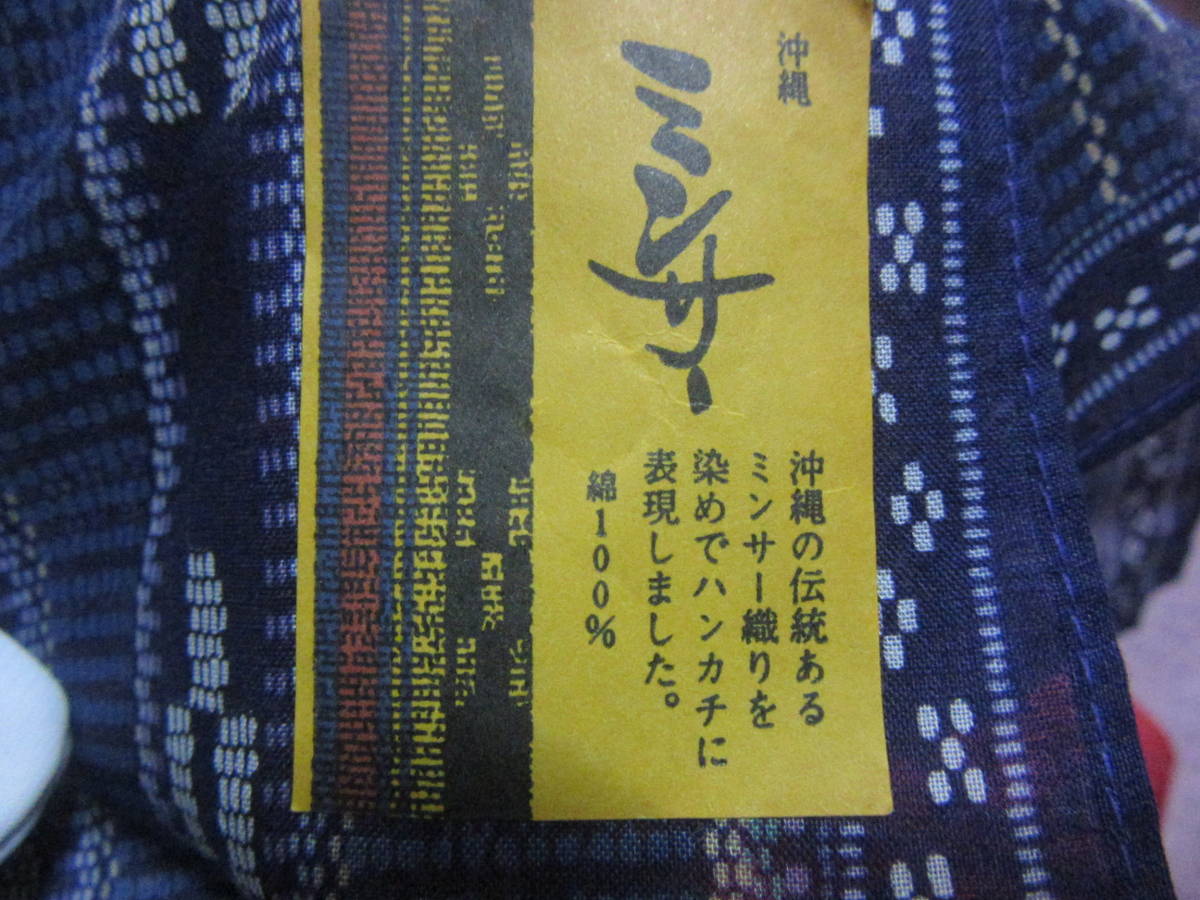 沖縄
ミンサー
沖縄の伝統ある
ミンサー織りを
染めでハンカチに
表現しました。
綿100%